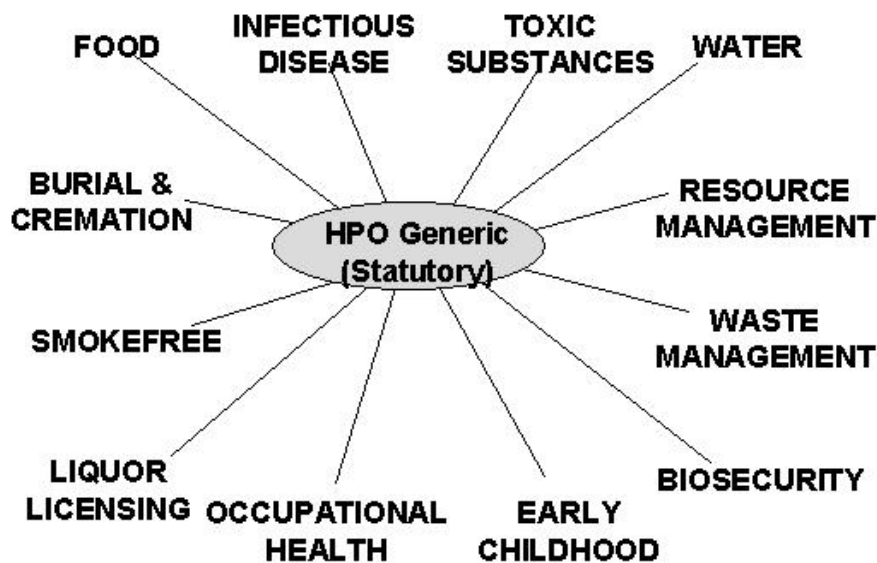 FOOD
INFECTIOUS
DISEASE
TOXIC
SUBSTANCES
WATER
BURIAL &
CREMATION
HPO Generic
(Statutory)
RESOURCE
MANAGEMENT
SMOKEFREE
WASTE
MANAGEMENT
LIQUOR
LICENSING
OCCUPATIONAL
HEALTH
EARLY
CHILDHOOD
BIOSECURITY